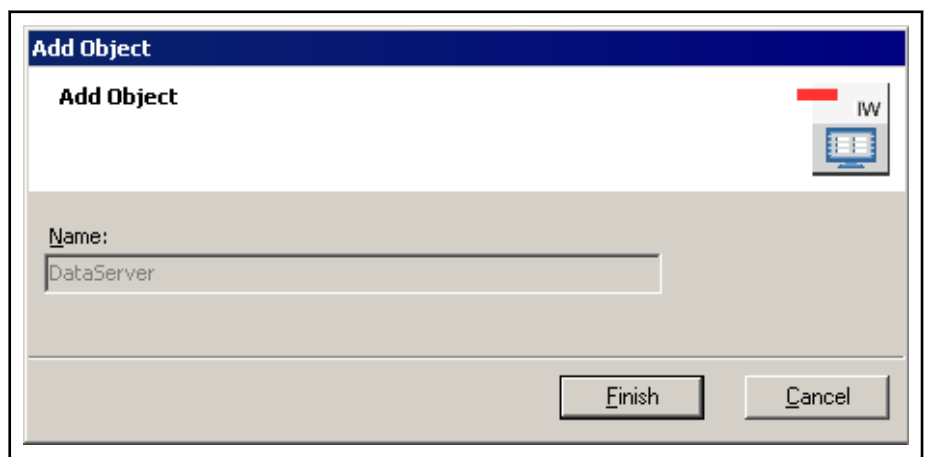 Add Object
Add Object
IW
Name:
DataServer
Finish
Cancel